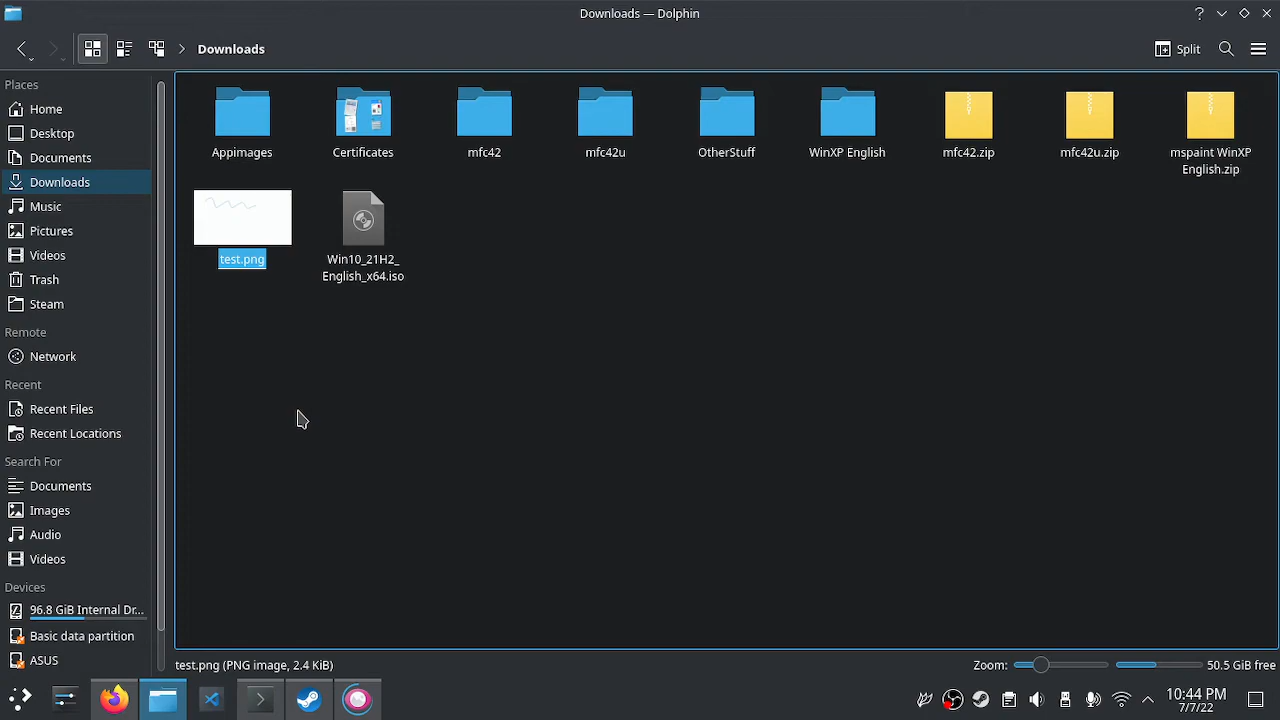 Downloads — Dolphin
Downloads
Split
Places
Home
Desktop
Documents
Downloads
Music
Pictures
Videos
Trash
Steam
Remote
Network
Recent
Recent Files
Recent Locations
Search For
Documents
Images
Audio
Videos
Devices
96.8 GiB Internal Dr...
Basic data partition
ASUS
Appimages
Certificates
mfc42
mfc42u
OtherStuff
WinXP English
mfc42.zip
mfc42u.zip
mspaint WinXP
English.zip
test.png
Win10_21H2_
English_x64.iso
test.png (PNG image, 2.4 KiB)
Zoom:
50.5 GiB free
10:44 PM
7/7/22